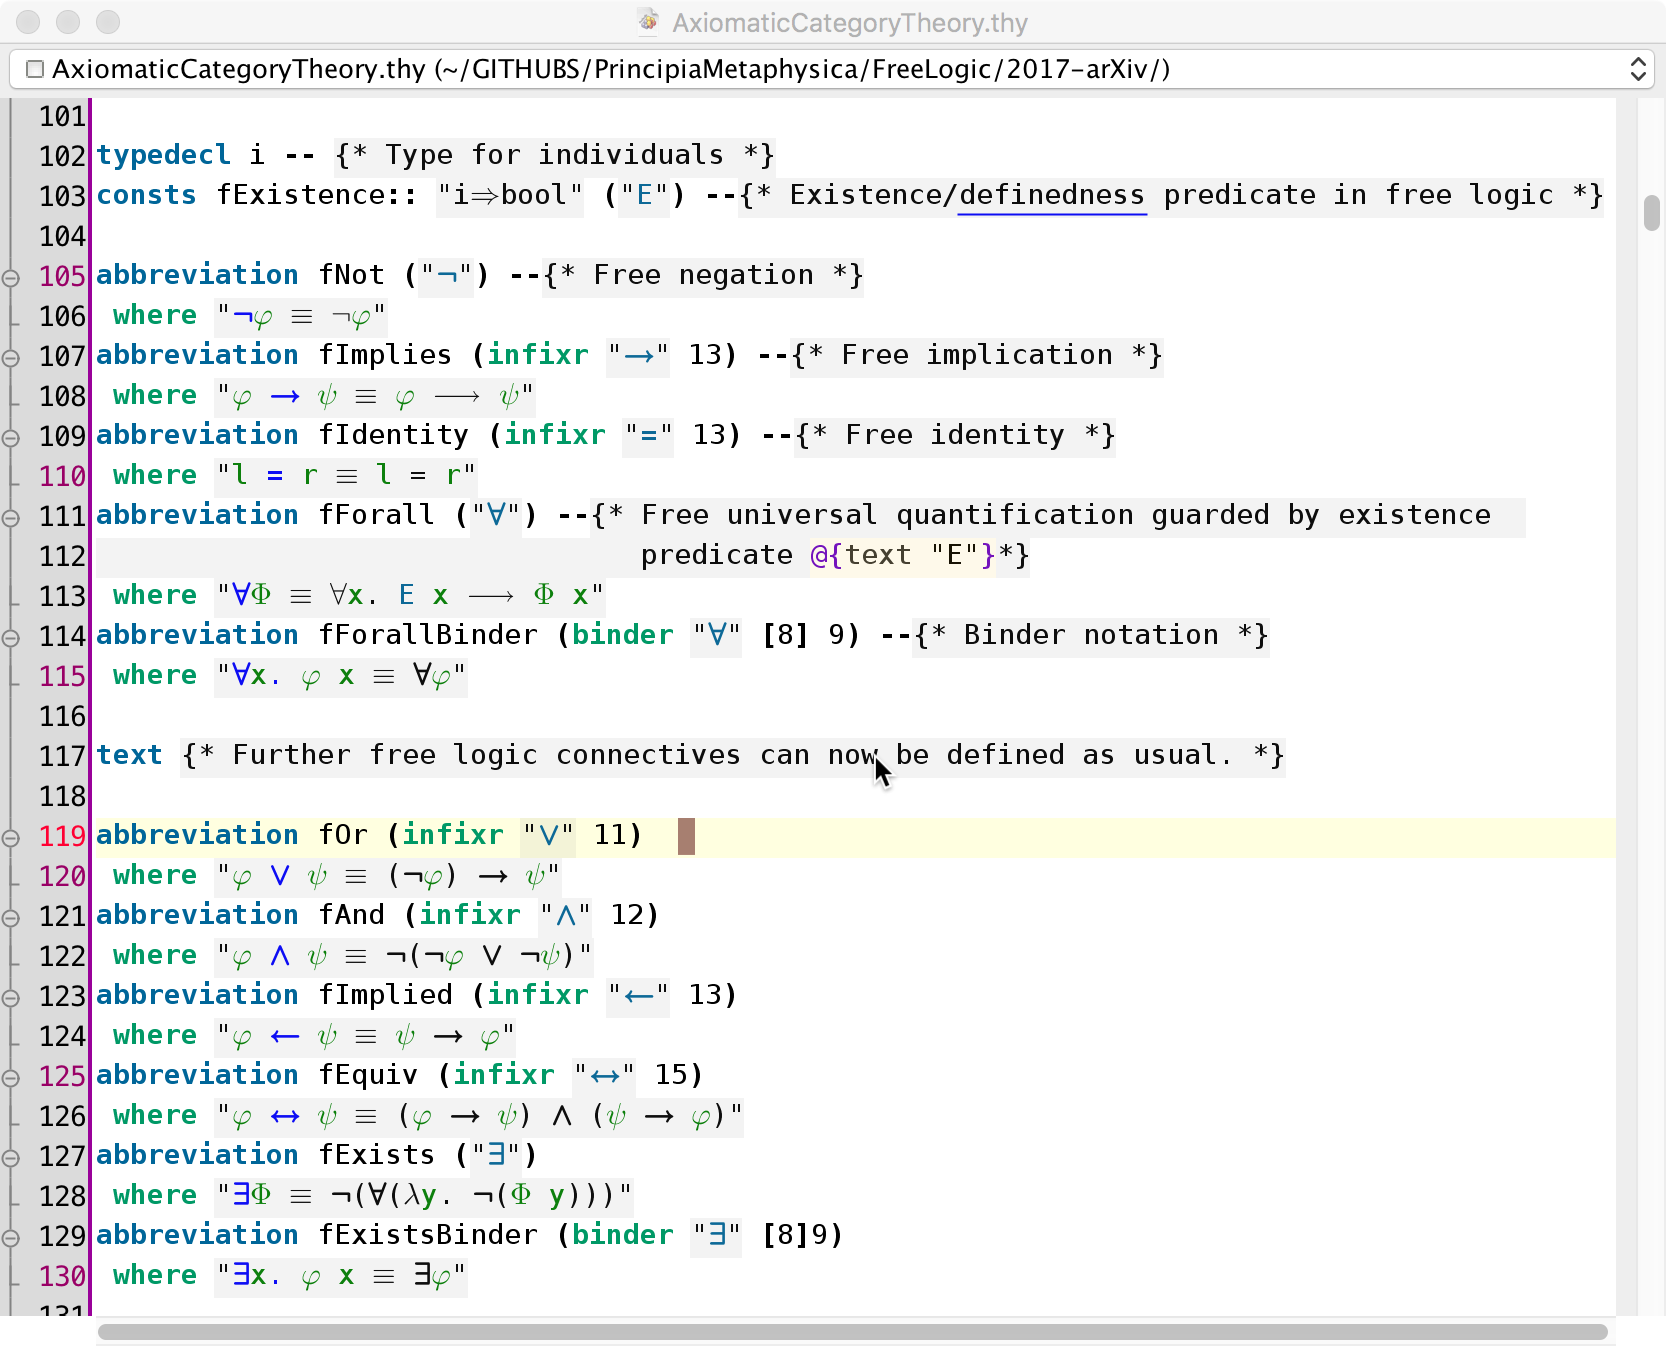 AxiomaticCategoryTheory.thy
AxiomaticCategoryTheory.thy (~/GITHUBS/PrincipiaMetaphysica/FreeLogic/2017-arXiv/)
101
102 typedecl i -- {* Type for individuals *}
103 consts fExistence:: "i⇒bool" ("E") --{* Existence/definedness predicate in free logic *}
104
105 abbreviation fNot ("¬") --{* Free negation *}
106 where "¬φ ≡ ¬φ"
107 abbreviation fImplies (infixr "→" 13) --{* Free implication *}
108 where "φ → ψ ≡ φ ⟶ ψ"
109 abbreviation fIdentity (infixr "=" 13) --{* Free identity *}
110 where "l = r ≡ l = r"
111 abbreviation fForall ("∀") --{* Free universal quantification guarded by existence
112 predicate @{text "E"}*}
113 where "∀Φ ≡ ∀x. E x ⟶ Φ x"
114 abbreviation fForallBinder (binder "∀" [8] 9) --{* Binder notation *}
115 where "∀x. φ x ≡ ∀φ"
116
117 text {* Further free logic connectives can now be defined as usual. *}
118
119 abbreviation fOr (infixr "∨" 11)
120 where "φ ∨ ψ ≡ (¬φ) → ψ"
121 abbreviation fAnd (infixr "∧" 12)
122 where "φ ∧ ψ ≡ ¬(¬φ ∨ ¬ψ)"
123 abbreviation fImplied (infixr "←" 13)
124 where "φ ← ψ ≡ ψ → φ"
125 abbreviation fEquiv (infixr "↔" 15)
126 where "φ ↔ ψ ≡ (φ → ψ) ∧ (ψ → φ)"
127 abbreviation fExists ("∃")
128 where "∃Φ ≡ ¬(∀(λy. ¬(Φ y)))"
129 abbreviation fExistsBinder (binder "∃" [8]9)
130 where "∃x. φ x ≡ ∃φ"
131